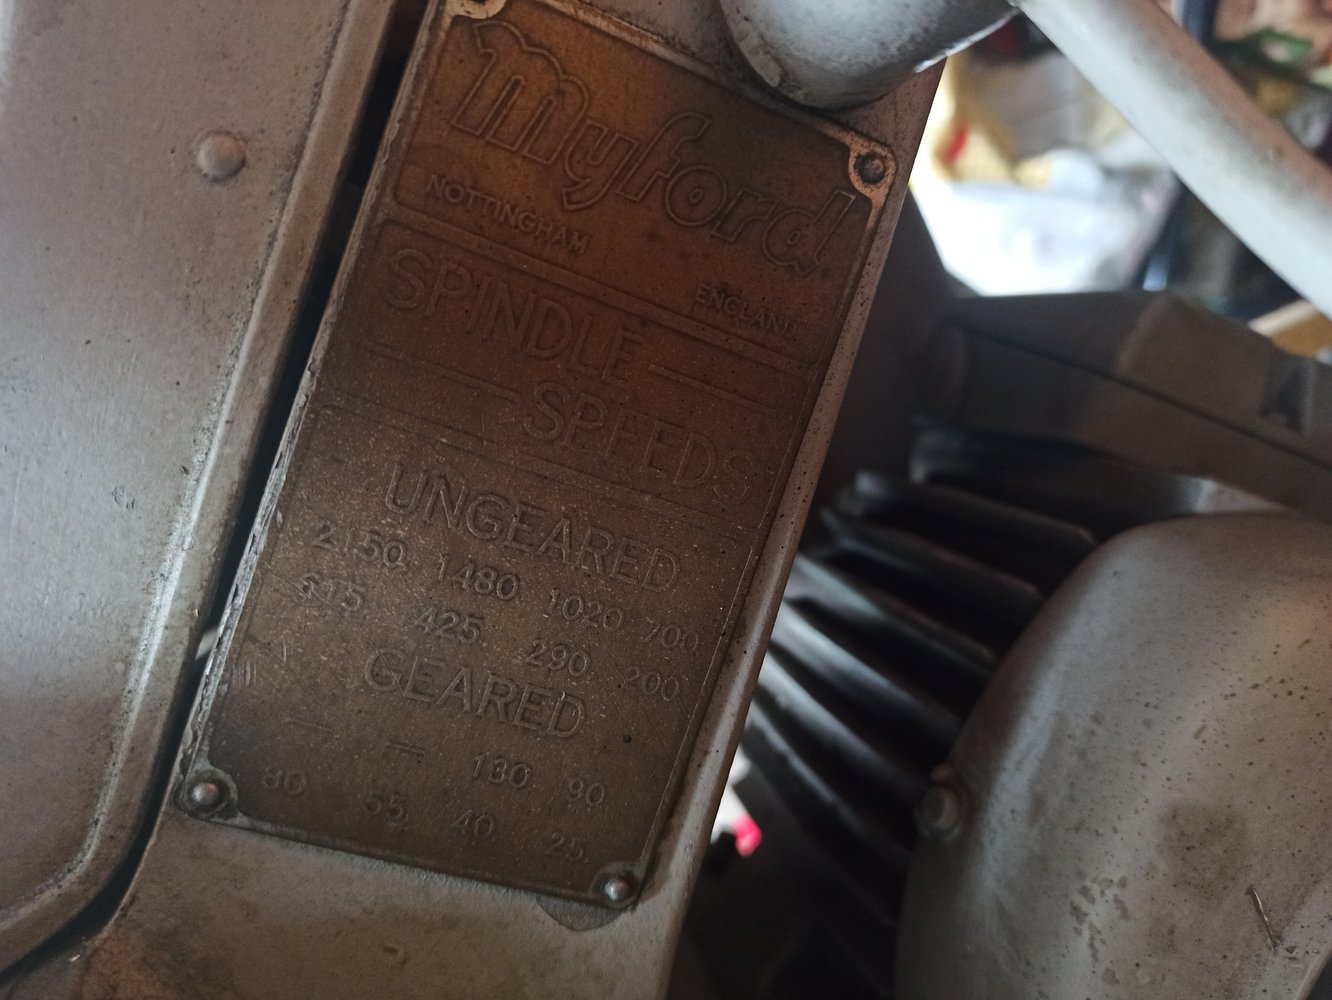 Myford
NOTTINGHAM ENGLAND
SPINDLE
SPEEDS
UNGEARED
2150 1480 1020 700
615 425 290 200
GEARED
— — 130 90
80 55 40 25